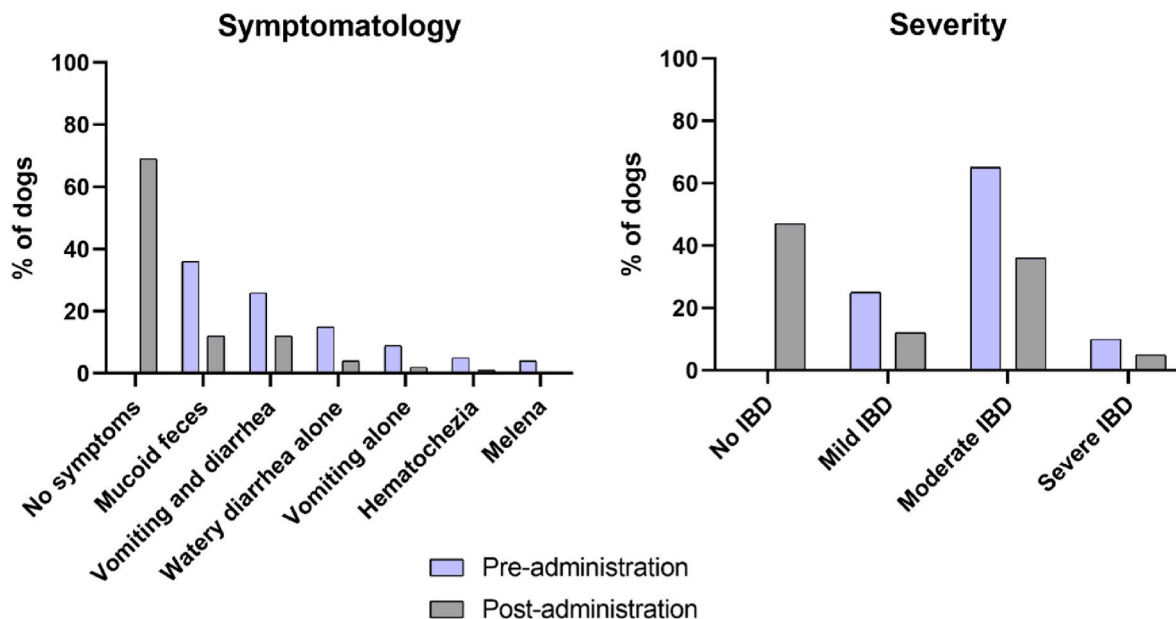 Symptomatology
% of dogs
100
80
60
40
20
0
No symptoms
Mucoid feces
Vomiting and diarrhea
Watery diarrhea alone
Vomiting alone
Hematochezia
Melena
Severity
% of dogs
100
80
60
40
20
0
No IBD
Mild IBD
Moderate IBD
Severe IBD
Pre-administration
Post-administration